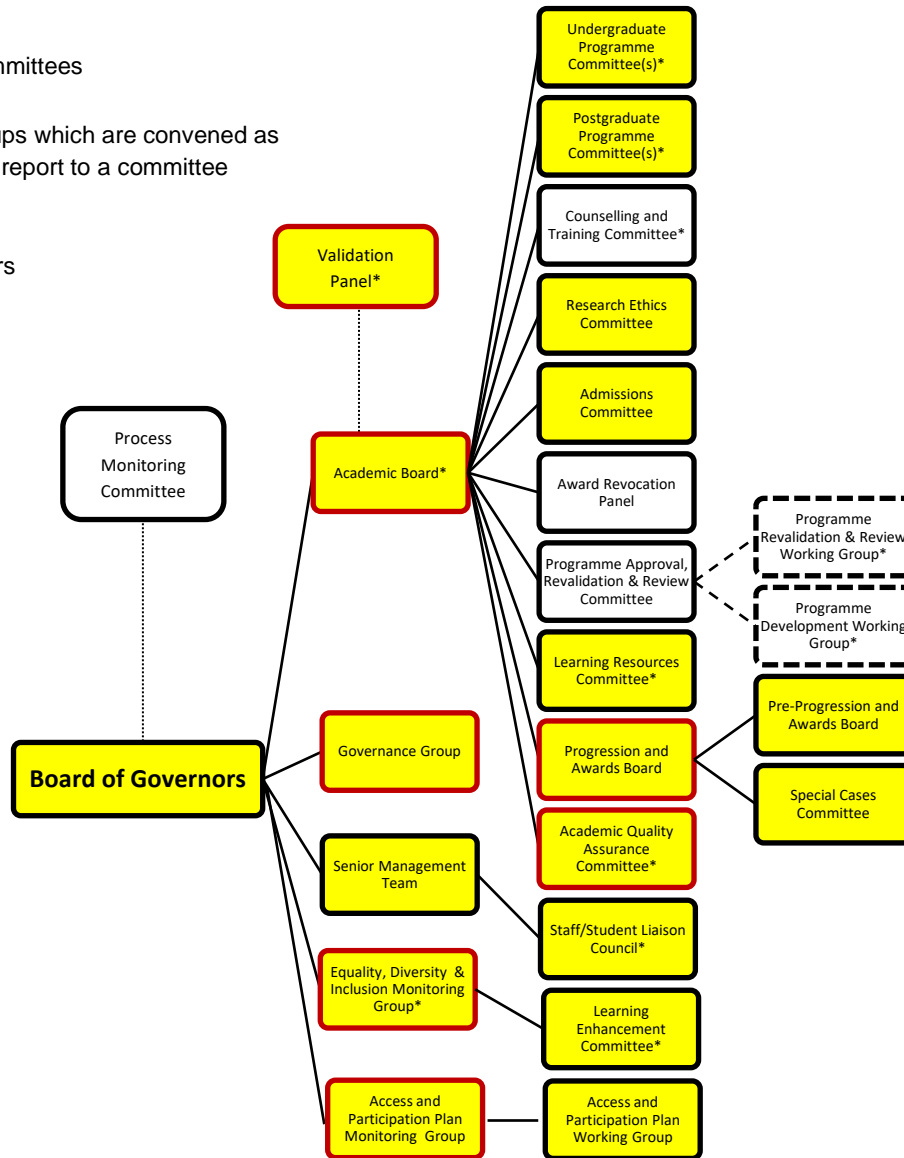 mmittees
ups which are convened as
report to a committee
rs
Undergraduate
Programme
Committee(s)*
Postgraduate
Programme
Committee(s)*
Counselling and
Training Committee*
Validation
Panel*
Research Ethics
Committee
Admissions
Committee
Process
Monitoring
Committee
Academic Board*
Award Revocation
Panel
Programme
Revalidation & Review
Working Group*
Programme Approval,
Revalidation & Review
Committee
Programme
Development Working
Group*
Learning Resources
Committee*
Pre-Progression and
Awards Board
Governance Group
Progression and
Awards Board
Board of Governors
Special Cases
Committee
Academic Quality
Assurance
Committee*
Senior Management
Team
Staff/Student Liaison
Council*
Equality, Diversity &
Inclusion Monitoring
Group*
Learning
Enhancement
Committee*
Access and
Participation Plan
Monitoring Group
Access and
Participation Plan
Working Group